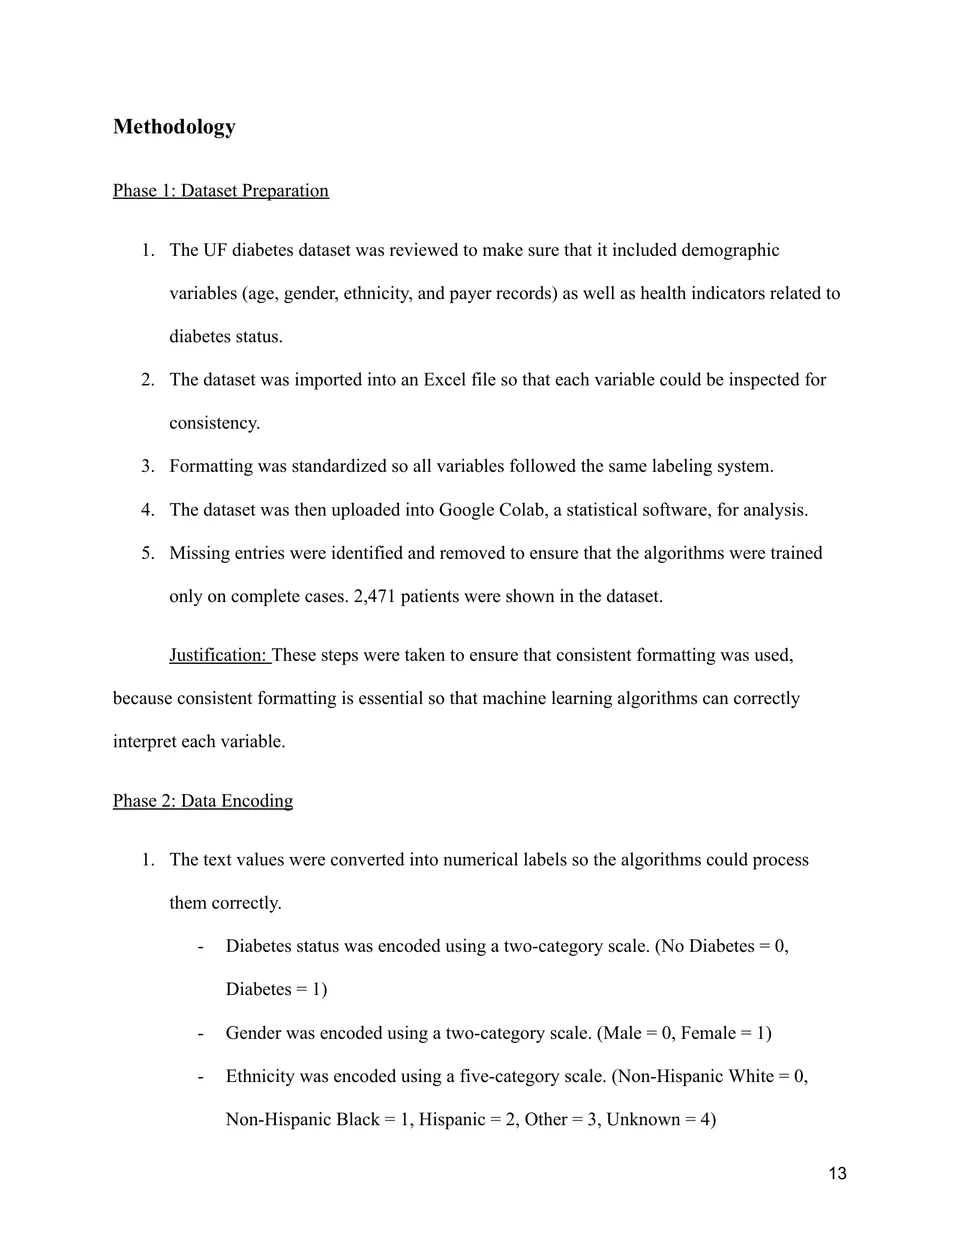 Methodology
Phase 1: Dataset Preparation
1. The UF diabetes dataset was reviewed to make sure that it included demographic
variables (age, gender, ethnicity, and payer records) as well as health indicators related to
diabetes status.
2. The dataset was imported into an Excel file so that each variable could be inspected for
consistency.
3. Formatting was standardized so all variables followed the same labeling system.
4. The dataset was then uploaded into Google Colab, a statistical software, for analysis.
5. Missing entries were identified and removed to ensure that the algorithms were trained
only on complete cases. 2,471 patients were shown in the dataset.
Justification: These steps were taken to ensure that consistent formatting was used,
because consistent formatting is essential so that machine learning algorithms can correctly
interpret each variable.
Phase 2: Data Encoding
1. The text values were converted into numerical labels so the algorithms could process
them correctly.
- Diabetes status was encoded using a two-category scale. (No Diabetes = 0,
Diabetes = 1)
- Gender was encoded using a two-category scale. (Male = 0, Female = 1)
- Ethnicity was encoded using a five-category scale. (Non-Hispanic White = 0,
Non-Hispanic Black = 1, Hispanic = 2, Other = 3, Unknown = 4)
13